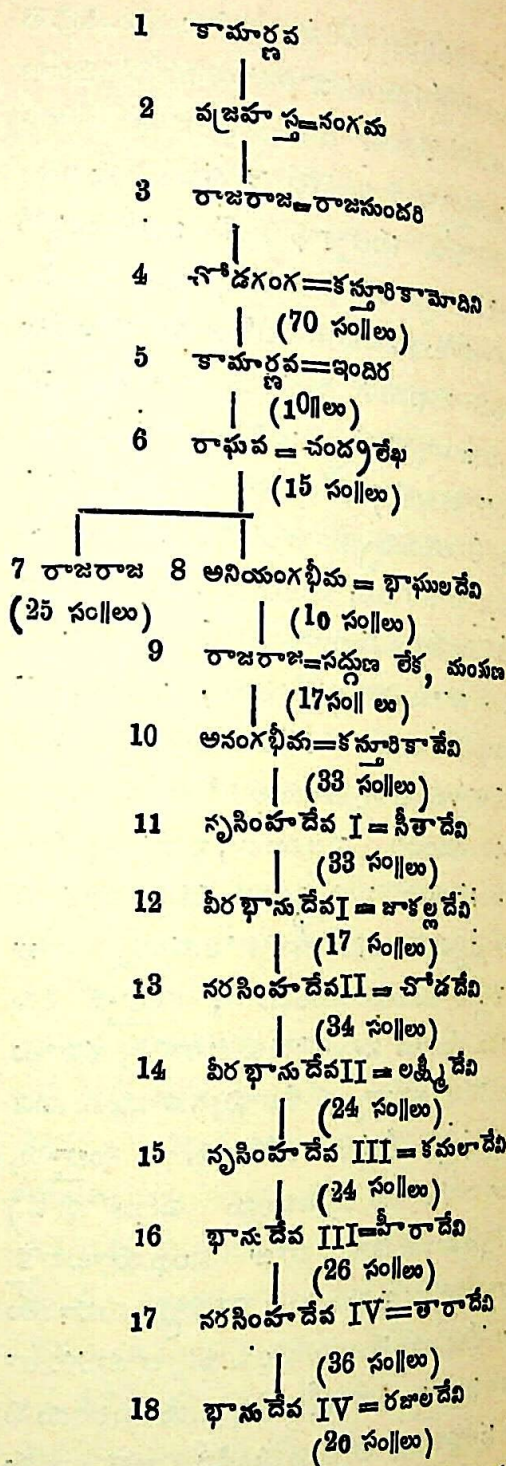 1 కామార్ణవ
2 వజ్రహస్త=నంగమ
3 రాజరాజ=రాజసుందరి
4 చోడగంగ=కస్తూరికామోదిని
(70 సం॥లు)
5 కామార్ణవ=ఇందిర
(10॥లు)
6 రాఘవ = చంద్రలేఖ
(15 సం॥లు)
7 రాజరాజ 8 అనియంగభీమ = భాఘులదేవి
(25 సం॥లు) (10 సం॥లు)
9 రాజరాజ=సద్గుణ లేక, మంకుణ
(17సం॥ లు)
10 అనంగభీమ=కస్తూరికాదేవి
(33 సం॥లు)
11 నృసింహదేవ I = సీతాదేవి
(33 సం॥లు)
12 వీరభానుదేవI = జాకల్లదేవి
(17 సం॥లు)
13 నరసింహదేవII = చోడదేవి
(34 సం॥లు)
14 వీరభానుదేవII = లక్ష్మీదేవి
(24 సం॥లు)
15 నృసింహదేవ III = కమలాదేవి
(24 సం॥లు)
16 భానుదేవ III=హీరాదేవి
(26 సం॥లు)
17 నరసింహదేవ IV=తారాదేవి
(36 సం॥లు)
18 భానుదేవ IV = రజులదేవి
(20 సం॥లు)